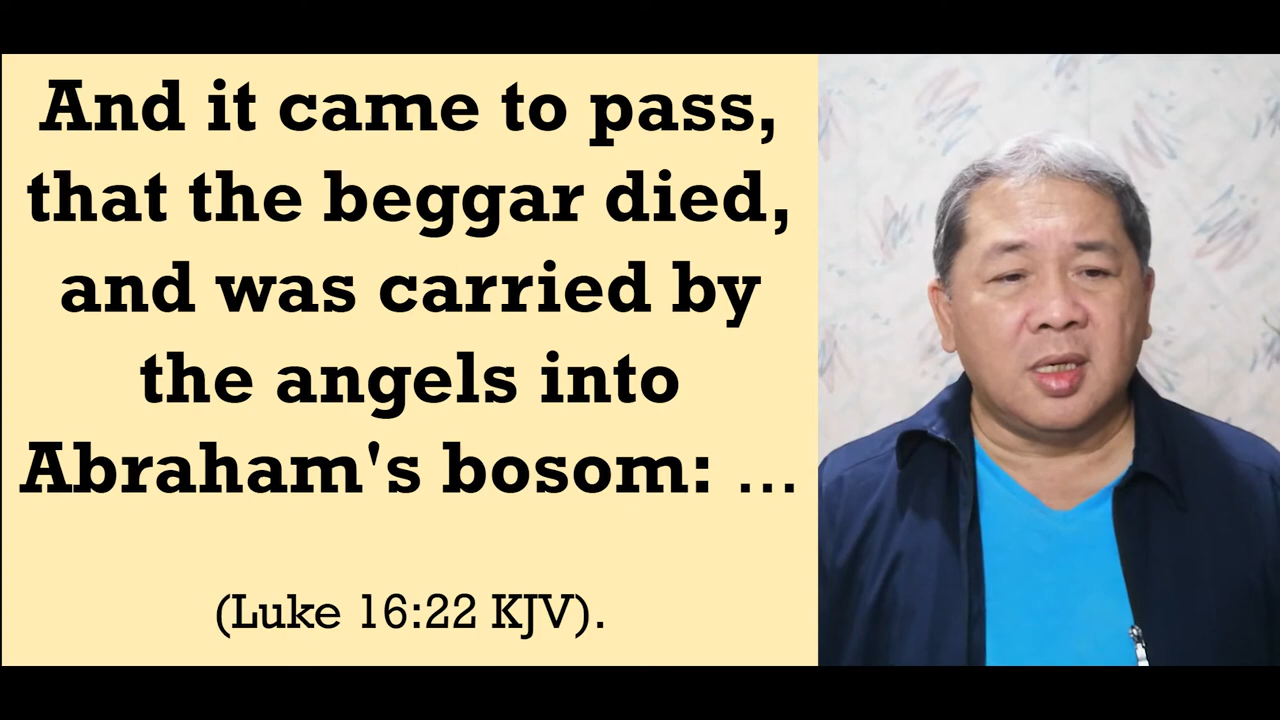 And it came to pass,
that the beggar died,
and was carried by
the angels into
Abraham's bosom: ...
(Luke 16:22 KJV).